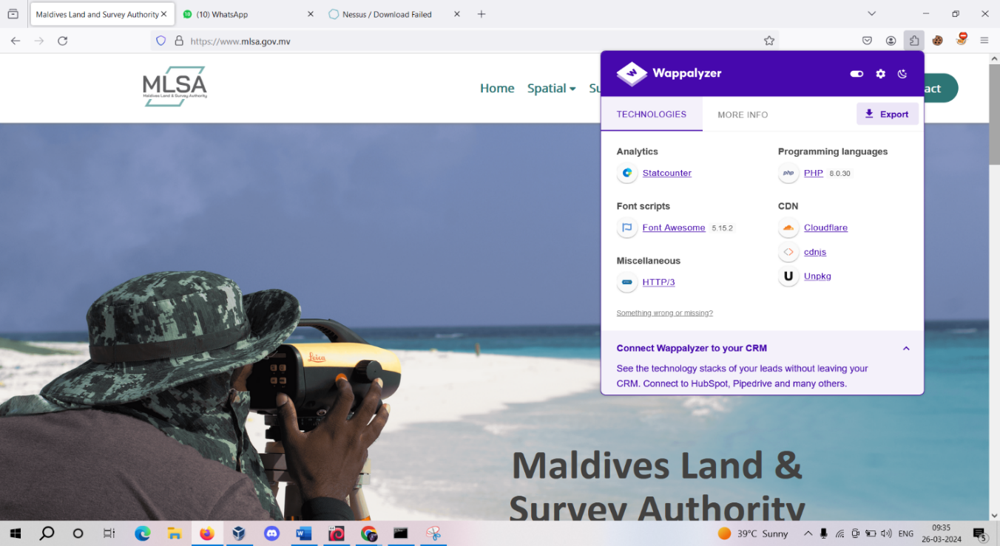 Maldives Land and Survey Authority
(10) WhatsApp
Nessus / Download Failed
https://www.mlsa.gov.mv
MLSA
Maldives Land & Survey Authority
Home
Spatial
Su
act
Wappalyzer
TECHNOLOGIES
MORE INFO
Export
Analytics
Statcounter
Programming languages
php PHP 8.0.30
Font scripts
Font Awesome 5.15.2
CDN
Cloudflare
cdnjs
Unpkg
Miscellaneous
HTTP/3
Something wrong or missing?
Connect Wappalyzer to your CRM
See the technology stacks of your leads without leaving your
CRM. Connect to HubSpot, Pipedrive and many others.
Leica
Maldives Land &
Survey Authority
39°C Sunny
ENG
09:35
26-03-2024
5